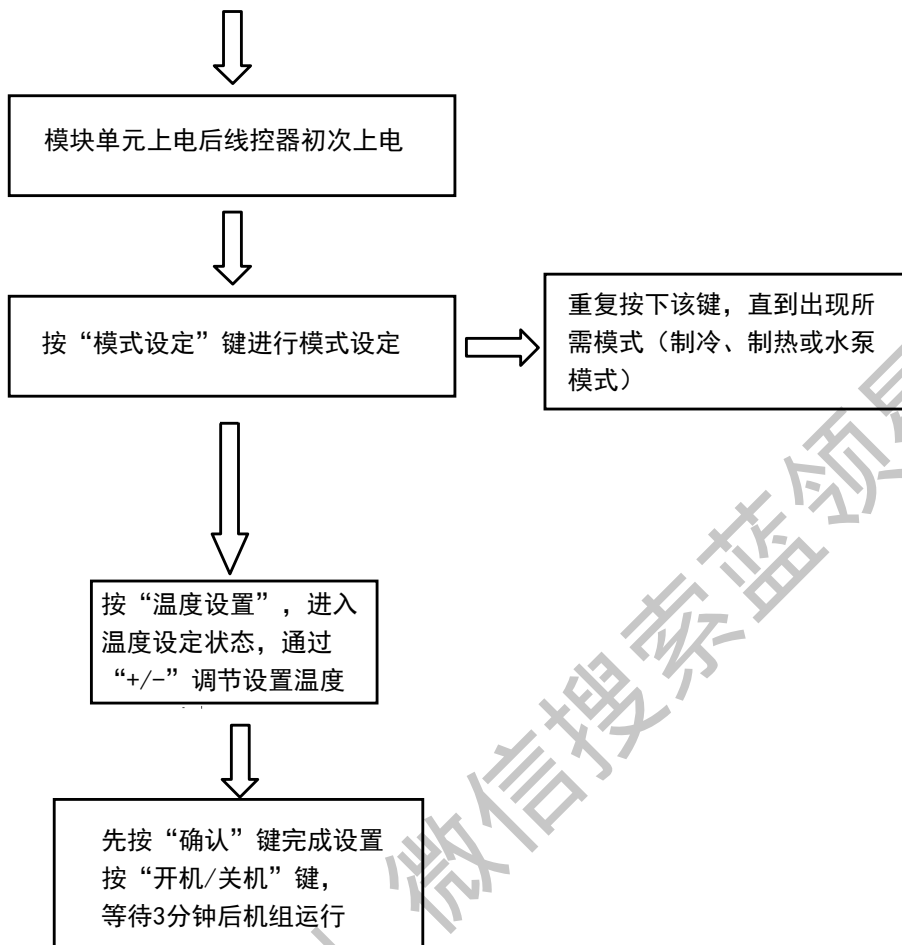 模块单元上电后线控器初次上电
按“模式设定”键进行模式设定
重复按下该键，直到出现所
需模式（制冷、制热或水泵
模式）
按“温度设置”，进入
温度设定状态，通过
“+/-”调节设置温度
先按“确认”键完成设置
按“开机/关机”键，
等待3分钟后机组运行
微信搜索蓝领